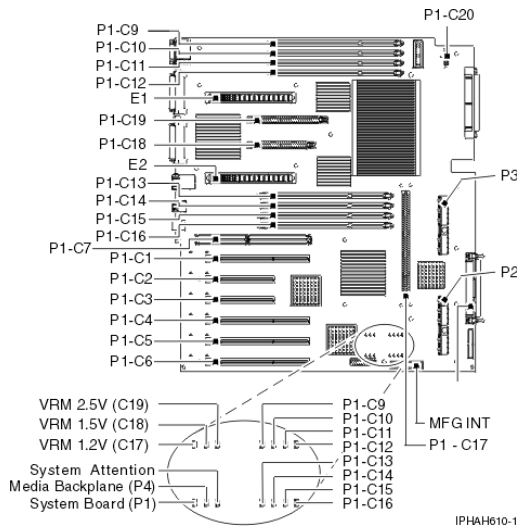 P1-C20
P1-C9
P1-C10
P1-C11
P1-C12
E1
P1-C19
P1-C18
E2
P1-C13
P1-C14
P1-C15
P1-C16
P1-C7
P1-C1
P1-C2
P1-C3
P1-C4
P1-C5
P1-C6
P3
P2
MFG INT
P1 - C17
VRM 2.5V (C19)
VRM 1.5V (C18)
VRM 1.2V (C17)
System Attention
Media Backplane (P4)
System Board (P1)
P1-C9
P1-C10
P1-C11
P1-C12
P1-C13
P1-C14
P1-C15
P1-C16
IPHAH610-1